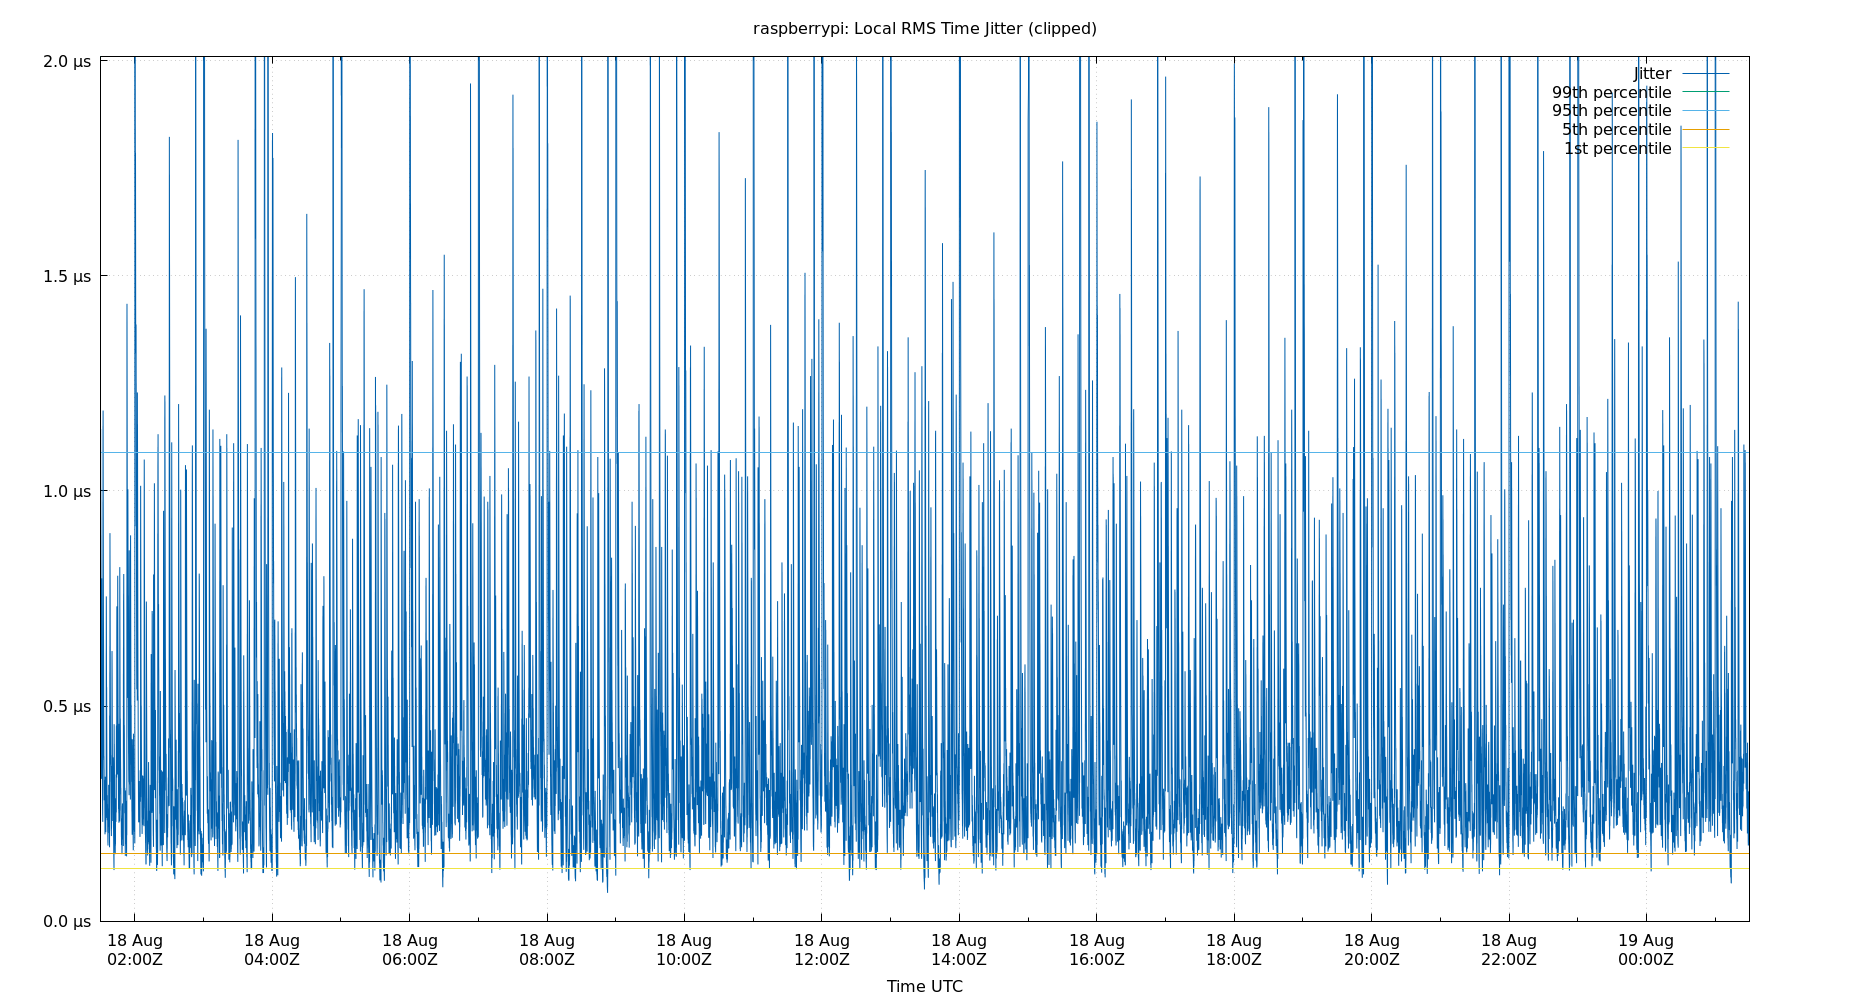 raspberrypi: Local RMS Time Jitter (clipped)
2.0 µs
1.5 µs
1.0 µs
0.5 µs
0.0 µs
Jitter
99th percentile
95th percentile
5th percentile
1st percentile
18 Aug 18 Aug 18 Aug 18 Aug 18 Aug 18 Aug 18 Aug 18 Aug 18 Aug 18 Aug 18 Aug 19 Aug
02:00Z 04:00Z 06:00Z 08:00Z 10:00Z 12:00Z 14:00Z 16:00Z 18:00Z 20:00Z 22:00Z 00:00Z
Time UTC